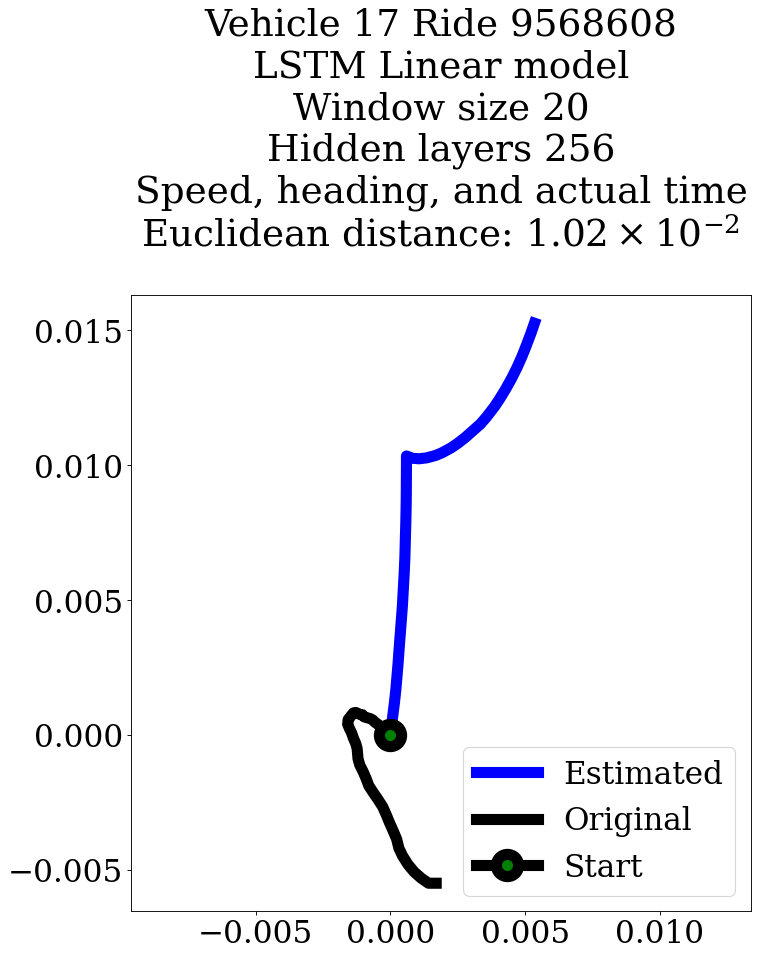 Vehicle 17 Ride 9568608
LSTM Linear model
Window size 20
Hidden layers 256
Speed, heading, and actual time
Euclidean distance: 1.02 × 10⁻²
0.015
0.010
0.005
0.000
−0.005
Estimated
Original
Start
−0.005 0.000 0.005 0.010